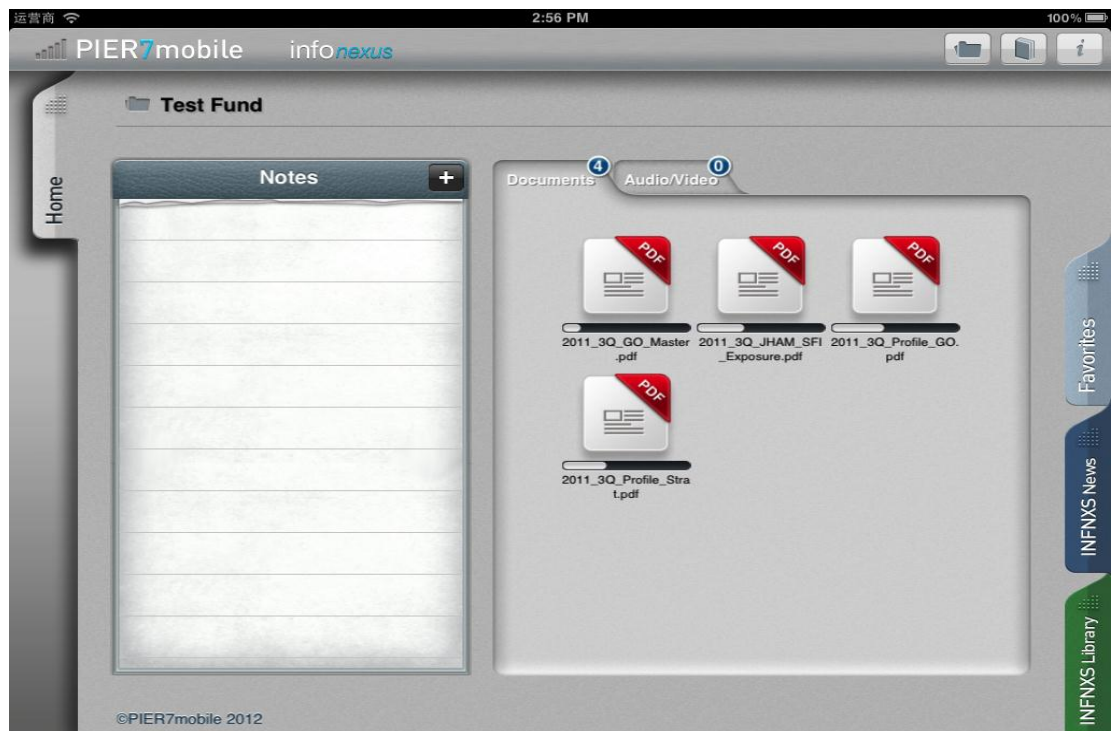 运营商
2:56 PM
100%
PIER7mobile
infonexus
i
Test Fund
Home
Notes
+
Documents
4
Audio/Video
0
PDF
PDF
PDF
2011_3Q_GO_Master
.pdf
2011_3Q_JHAM_SFI
_Exposure.pdf
2011_3Q_Profile_GO.
pdf
PDF
2011_3Q_Profile_Stra
t.pdf
Favorites
INFNXS News
INFNXS Library
©PIER7mobile 2012